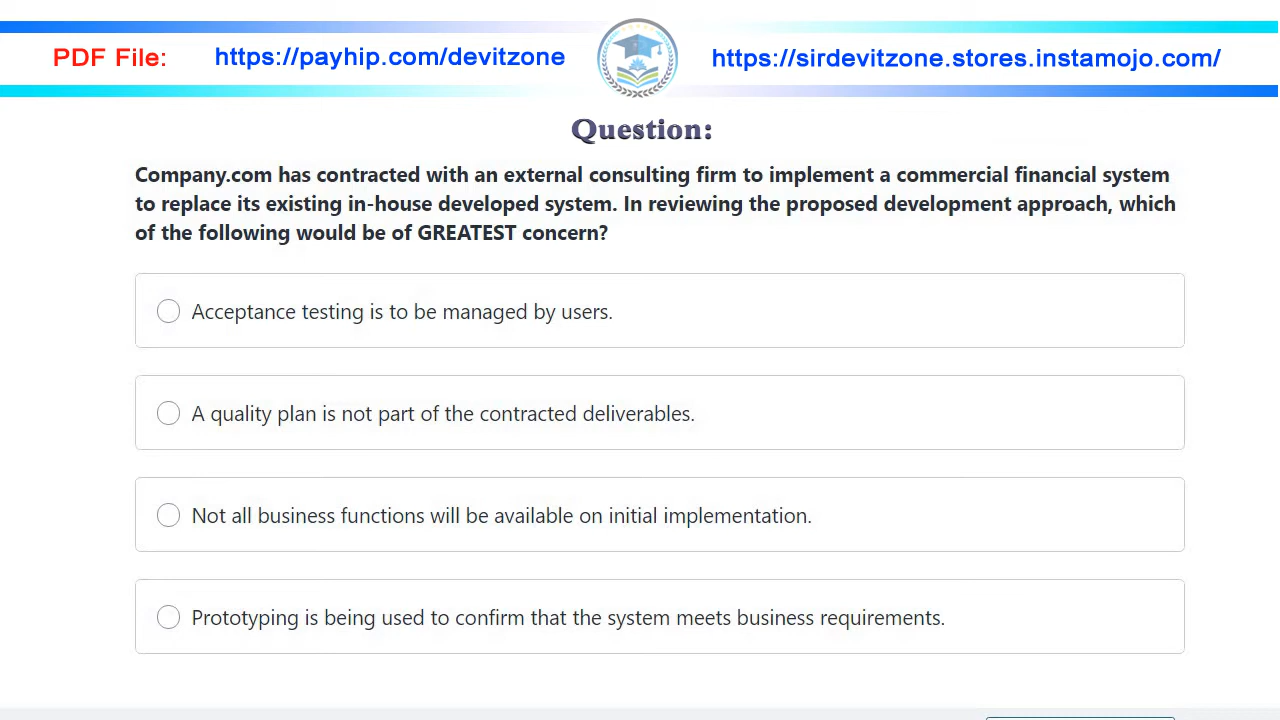 PDF File: https://payhip.com/devitzone https://sirdevitzone.stores.instamojo.com/
Question:
Company.com has contracted with an external consulting firm to implement a commercial financial system
to replace its existing in-house developed system. In reviewing the proposed development approach, which
of the following would be of GREATEST concern?
Acceptance testing is to be managed by users.
A quality plan is not part of the contracted deliverables.
Not all business functions will be available on initial implementation.
Prototyping is being used to confirm that the system meets business requirements.